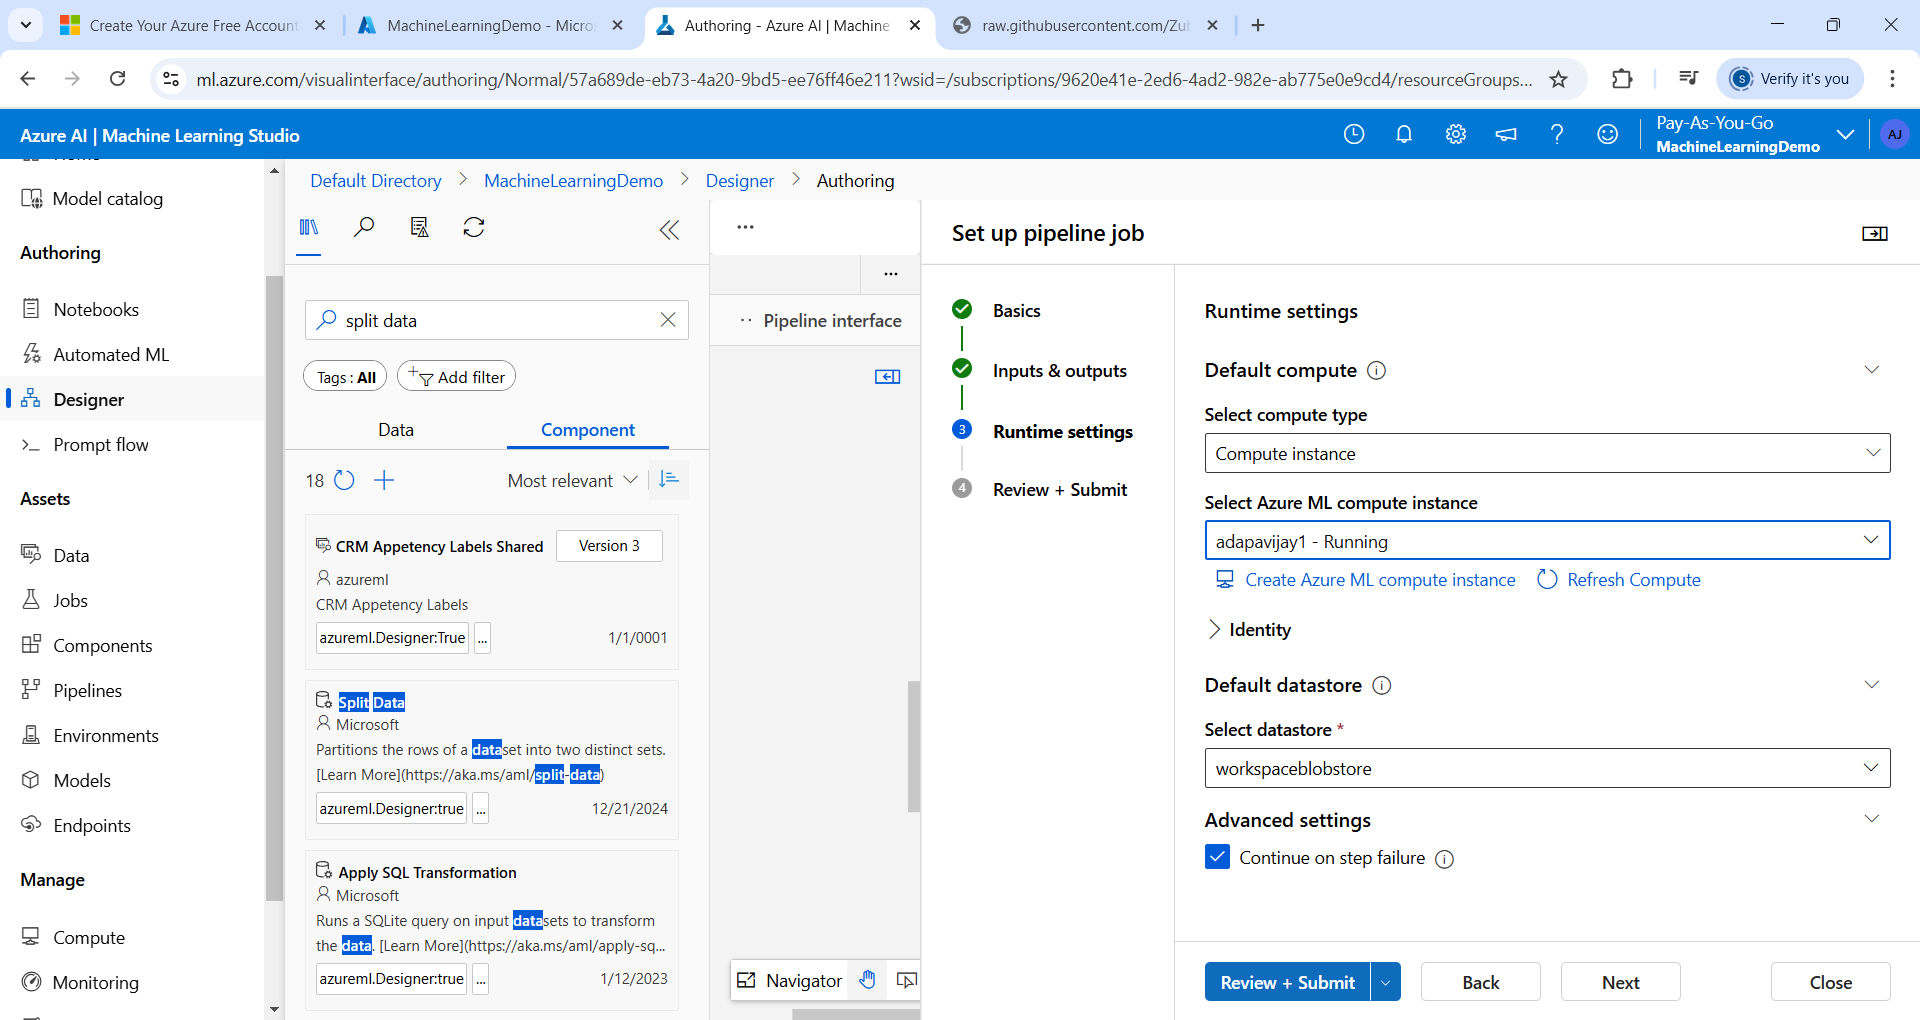 Create Your Azure Free Account
MachineLearningDemo - Micros
Authoring - Azure AI | Machine
raw.githubusercontent.com/Zub
ml.azure.com/visualinterface/authoring/Normal/57a689de-eb73-4a20-9bd5-ee76ff46e211?wsid=/subscriptions/9620e41e-2ed6-4ad2-982e-ab775e0e9cd4/resourceGroups...
S
Verify it's you
Azure AI | Machine Learning Studio
Pay-As-You-Go
MachineLearningDemo
AJ
Home
Model catalog
Authoring
Notebooks
Automated ML
Designer
Prompt flow
Assets
Data
Jobs
Components
Pipelines
Environments
Models
Endpoints
Manage
Compute
Monitoring
Default Directory > MachineLearningDemo > Designer > Authoring
split data
Tags : All
Add filter
Data
Component
18
Most relevant
CRM Appetency Labels Shared
Version 3
azureml
CRM Appetency Labels
azureml.Designer:True
...
1/1/0001
Split Data
Microsoft
Partitions the rows of a dataset into two distinct sets.
[Learn More](https://aka.ms/aml/split-data)
azureml.Designer:true
...
12/21/2024
Apply SQL Transformation
Microsoft
Runs a SQLite query on input datasets to transform
the data. [Learn More](https://aka.ms/aml/apply-sq...
azureml.Designer:true
...
1/12/2023
Pipeline interface
Navigator
Set up pipeline job
Basics
Inputs & outputs
3
Runtime settings
4
Review + Submit
Runtime settings
Default compute
Select compute type
Compute instance
Select Azure ML compute instance
adapavijay1 - Running
Create Azure ML compute instance
Refresh Compute
Identity
Default datastore
Select datastore *
workspaceblobstore
Advanced settings
Continue on step failure
Review + Submit
Back
Next
Close